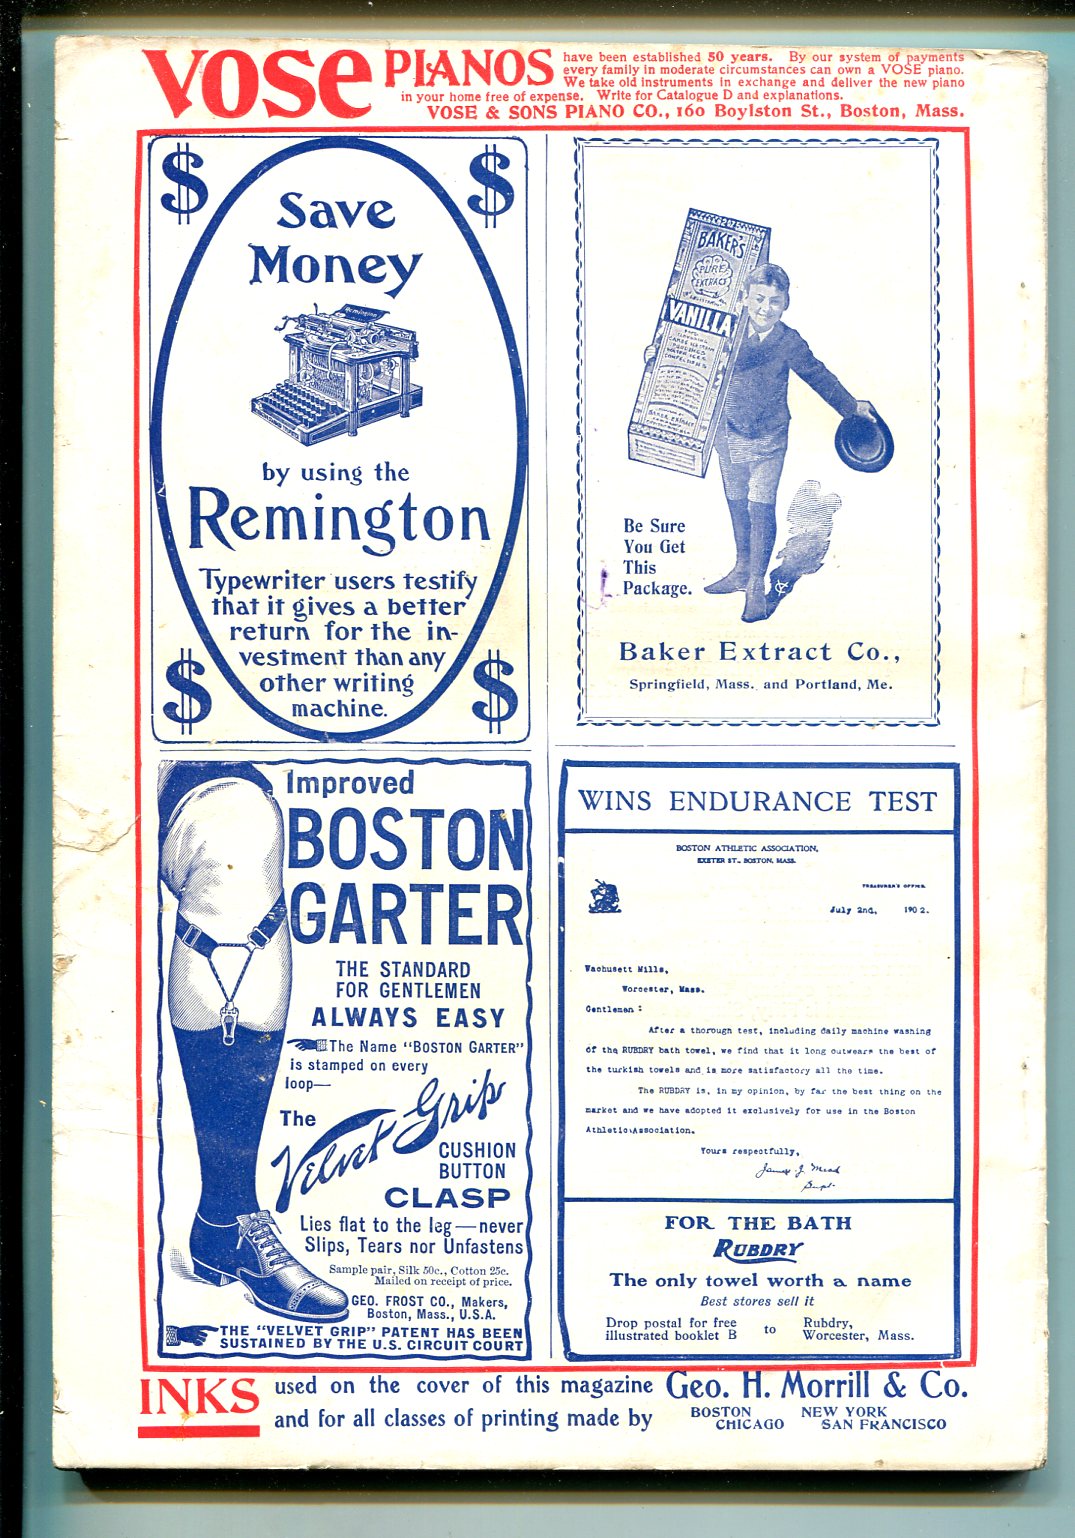 VOSE PIANOS
have been established 50 years. By our system of payments
every family in moderate circumstances can own a VOSE piano.
We take old instruments in exchange and deliver the new piano
in your home free of expense. Write for Catalogue D and explanations.
VOSE & SONS PIANO CO., 160 Boylston St., Boston, Mass.
$ $
Save
Money
Remington
by using the
Remington
Typewriter users testify
that it gives a better
return for the in-
vestment than any
other writing
machine.
$ $
BAKER'S
PURE
EXTRACT
VANILLA
BAKER EXTRACT
Be Sure
You Get
This
Package.
Baker Extract Co.,
Springfield, Mass. and Portland, Me.
Improved
BOSTON
GARTER
THE STANDARD
FOR GENTLEMEN
ALWAYS EASY
The Name "BOSTON GARTER"
is stamped on every
loop—
The
Velvet Grip
CUSHION
BUTTON
CLASP
Lies flat to the leg—never
Slips, Tears nor Unfastens
Sample pair, Silk 50c., Cotton 25c.
Mailed on receipt of price.
GEO. FROST CO., Makers,
Boston, Mass., U.S.A.
THE "VELVET GRIP" PATENT HAS BEEN
SUSTAINED BY THE U.S. CIRCUIT COURT
WINS ENDURANCE TEST
BOSTON ATHLETIC ASSOCIATION,
EXETER ST., BOSTON, MASS.
TREASURER'S OFFICE.
July 2nd, 1902.
Wachusett Mills,
Worcester, Mass.
Gentlemen:
After a thorough test, including daily machine washing
of the RUBDRY bath towel, we find that it long outwears the best of
the turkish towels and is more satisfactory all the time.
The RUBDRY is, in my opinion, by far the best thing on the
market and we have adopted it exclusively for use in the Boston
Athletic Association.
Yours respectfully,
James J. Mead
Supt.
FOR THE BATH
RUBDRY
The only towel worth a name
Best stores sell it
Drop postal for free
illustrated booklet B
to
Rubdry,
Worcester, Mass.
INKS used on the cover of this magazine Geo. H. Morrill & Co.
and for all classes of printing made by BOSTON NEW YORK
CHICAGO SAN FRANCISCO